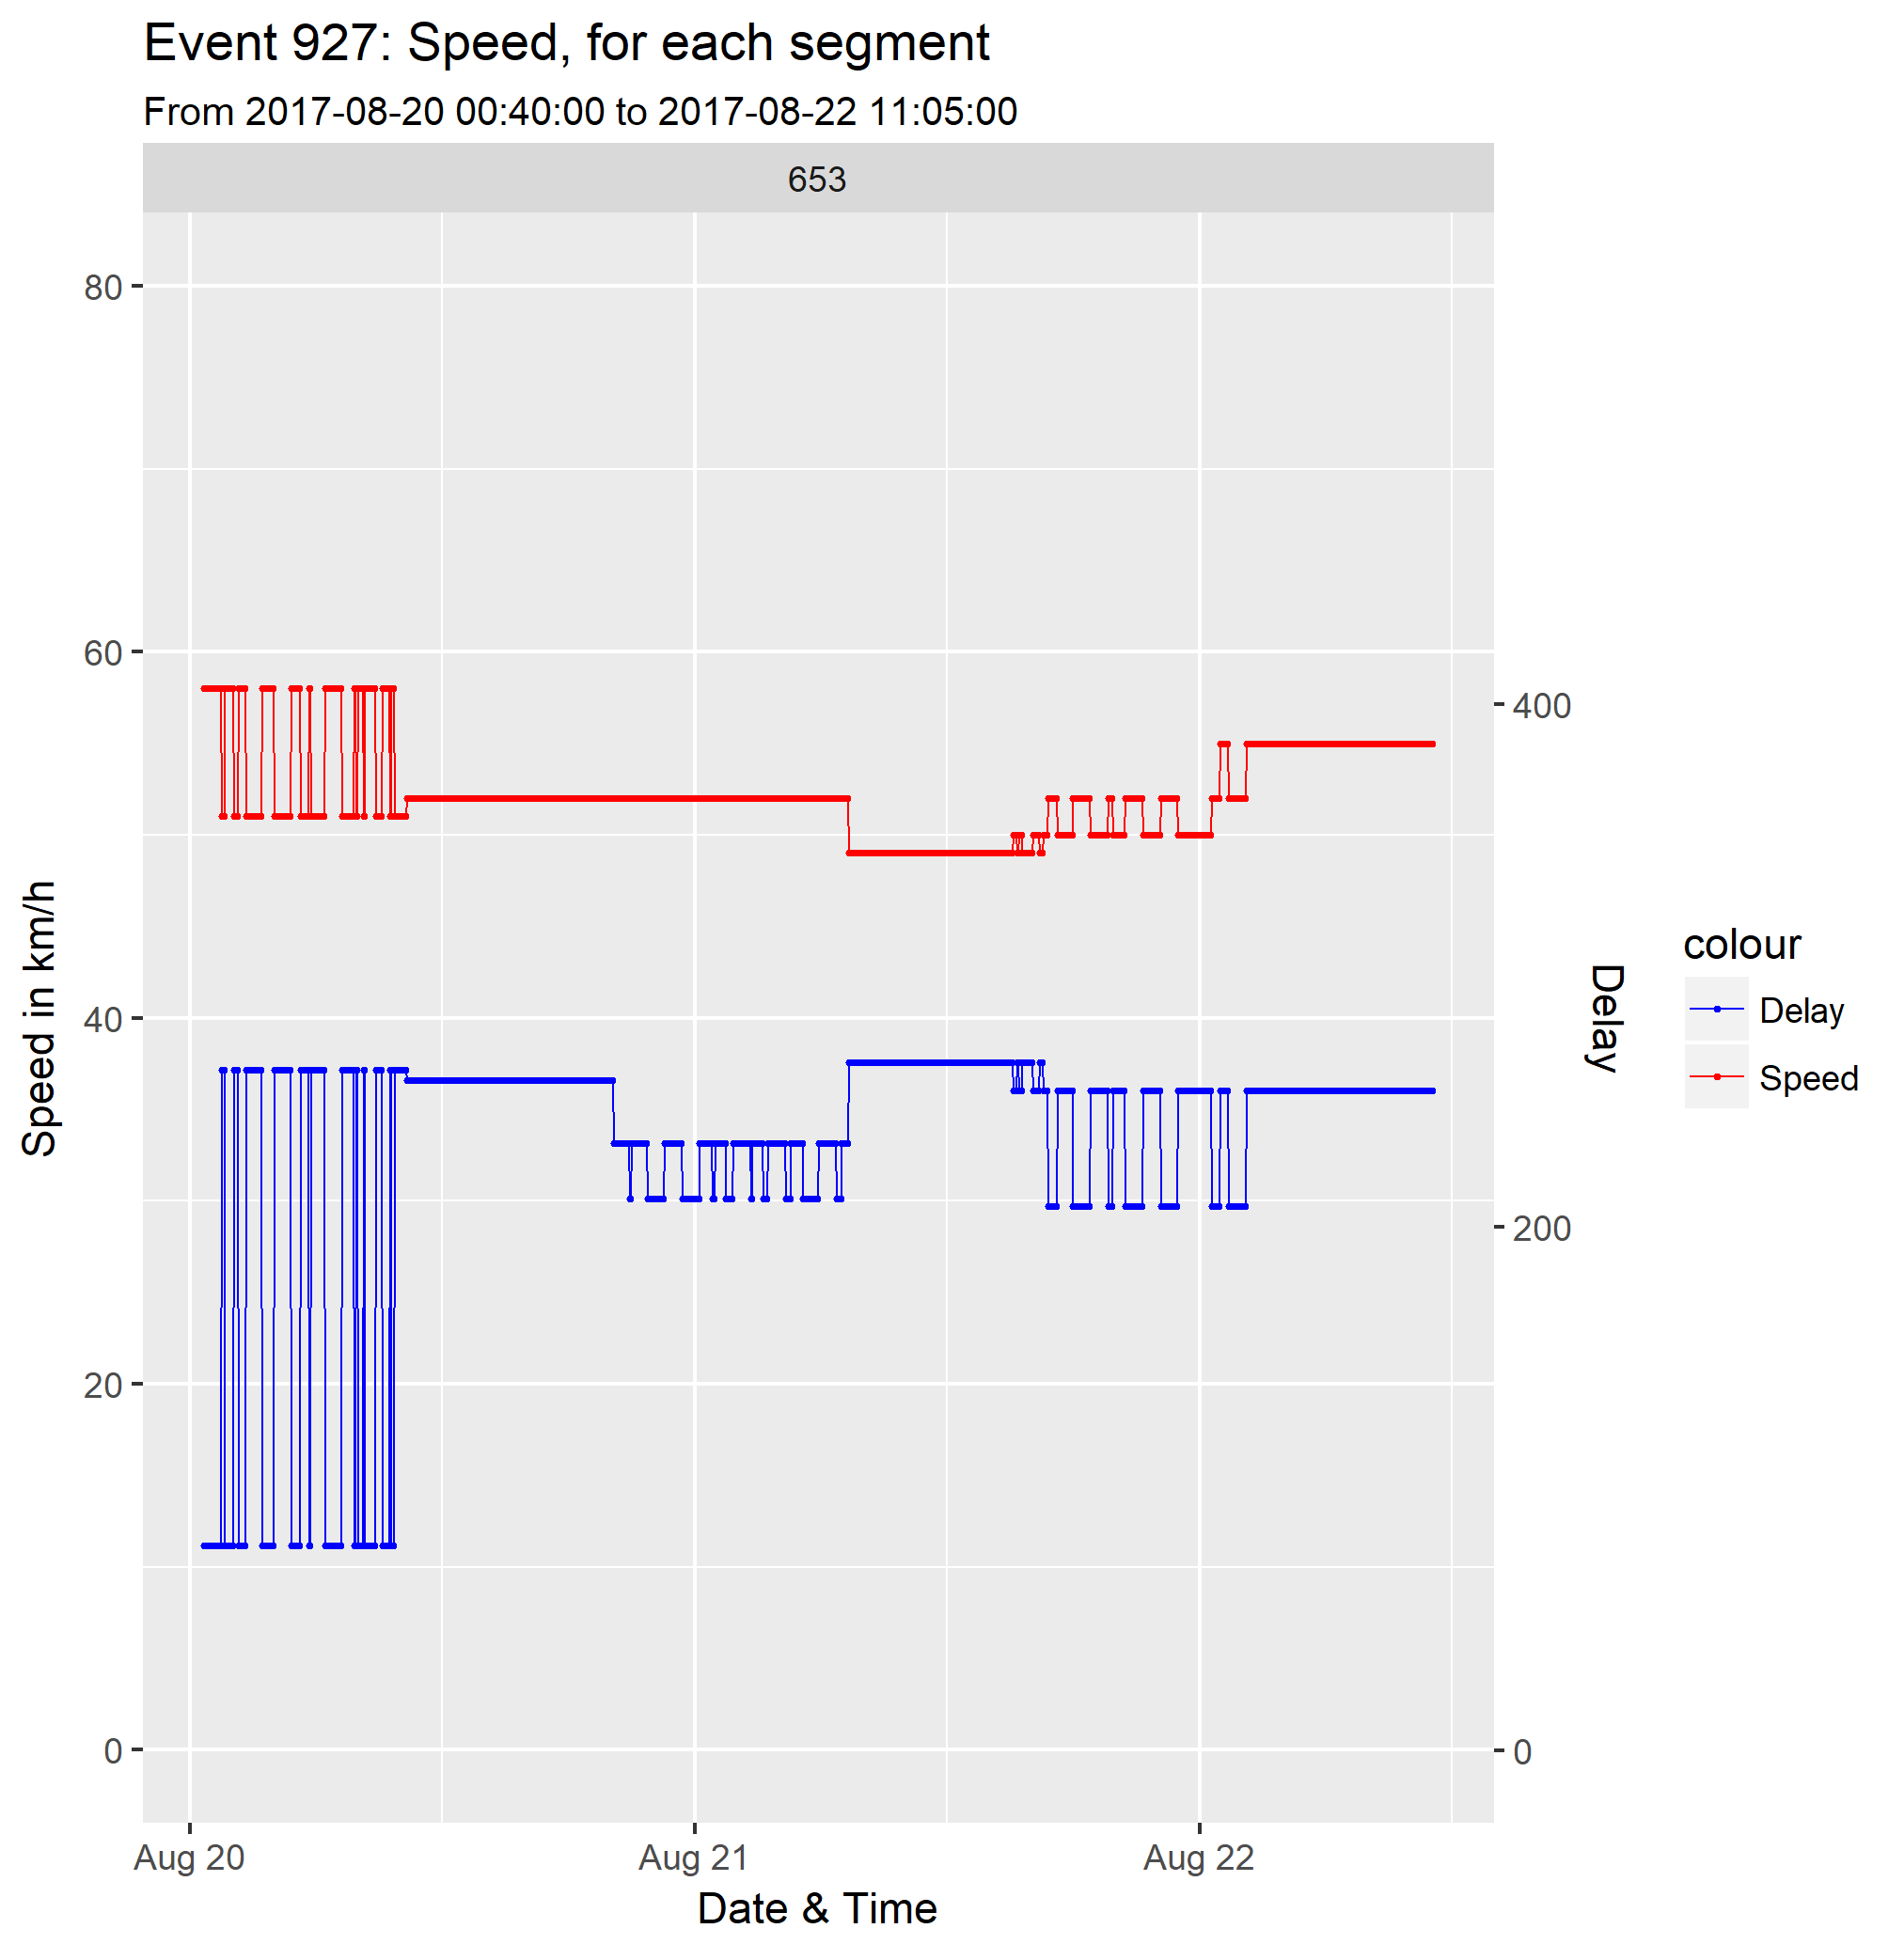 Event 927: Speed, for each segment
From 2017-08-20 00:40:00 to 2017-08-22 11:05:00
653
80
60
40
20
0
Speed in km/h
400
200
0
Delay
colour
Delay
Speed
Aug 20
Aug 21
Aug 22
Date & Time